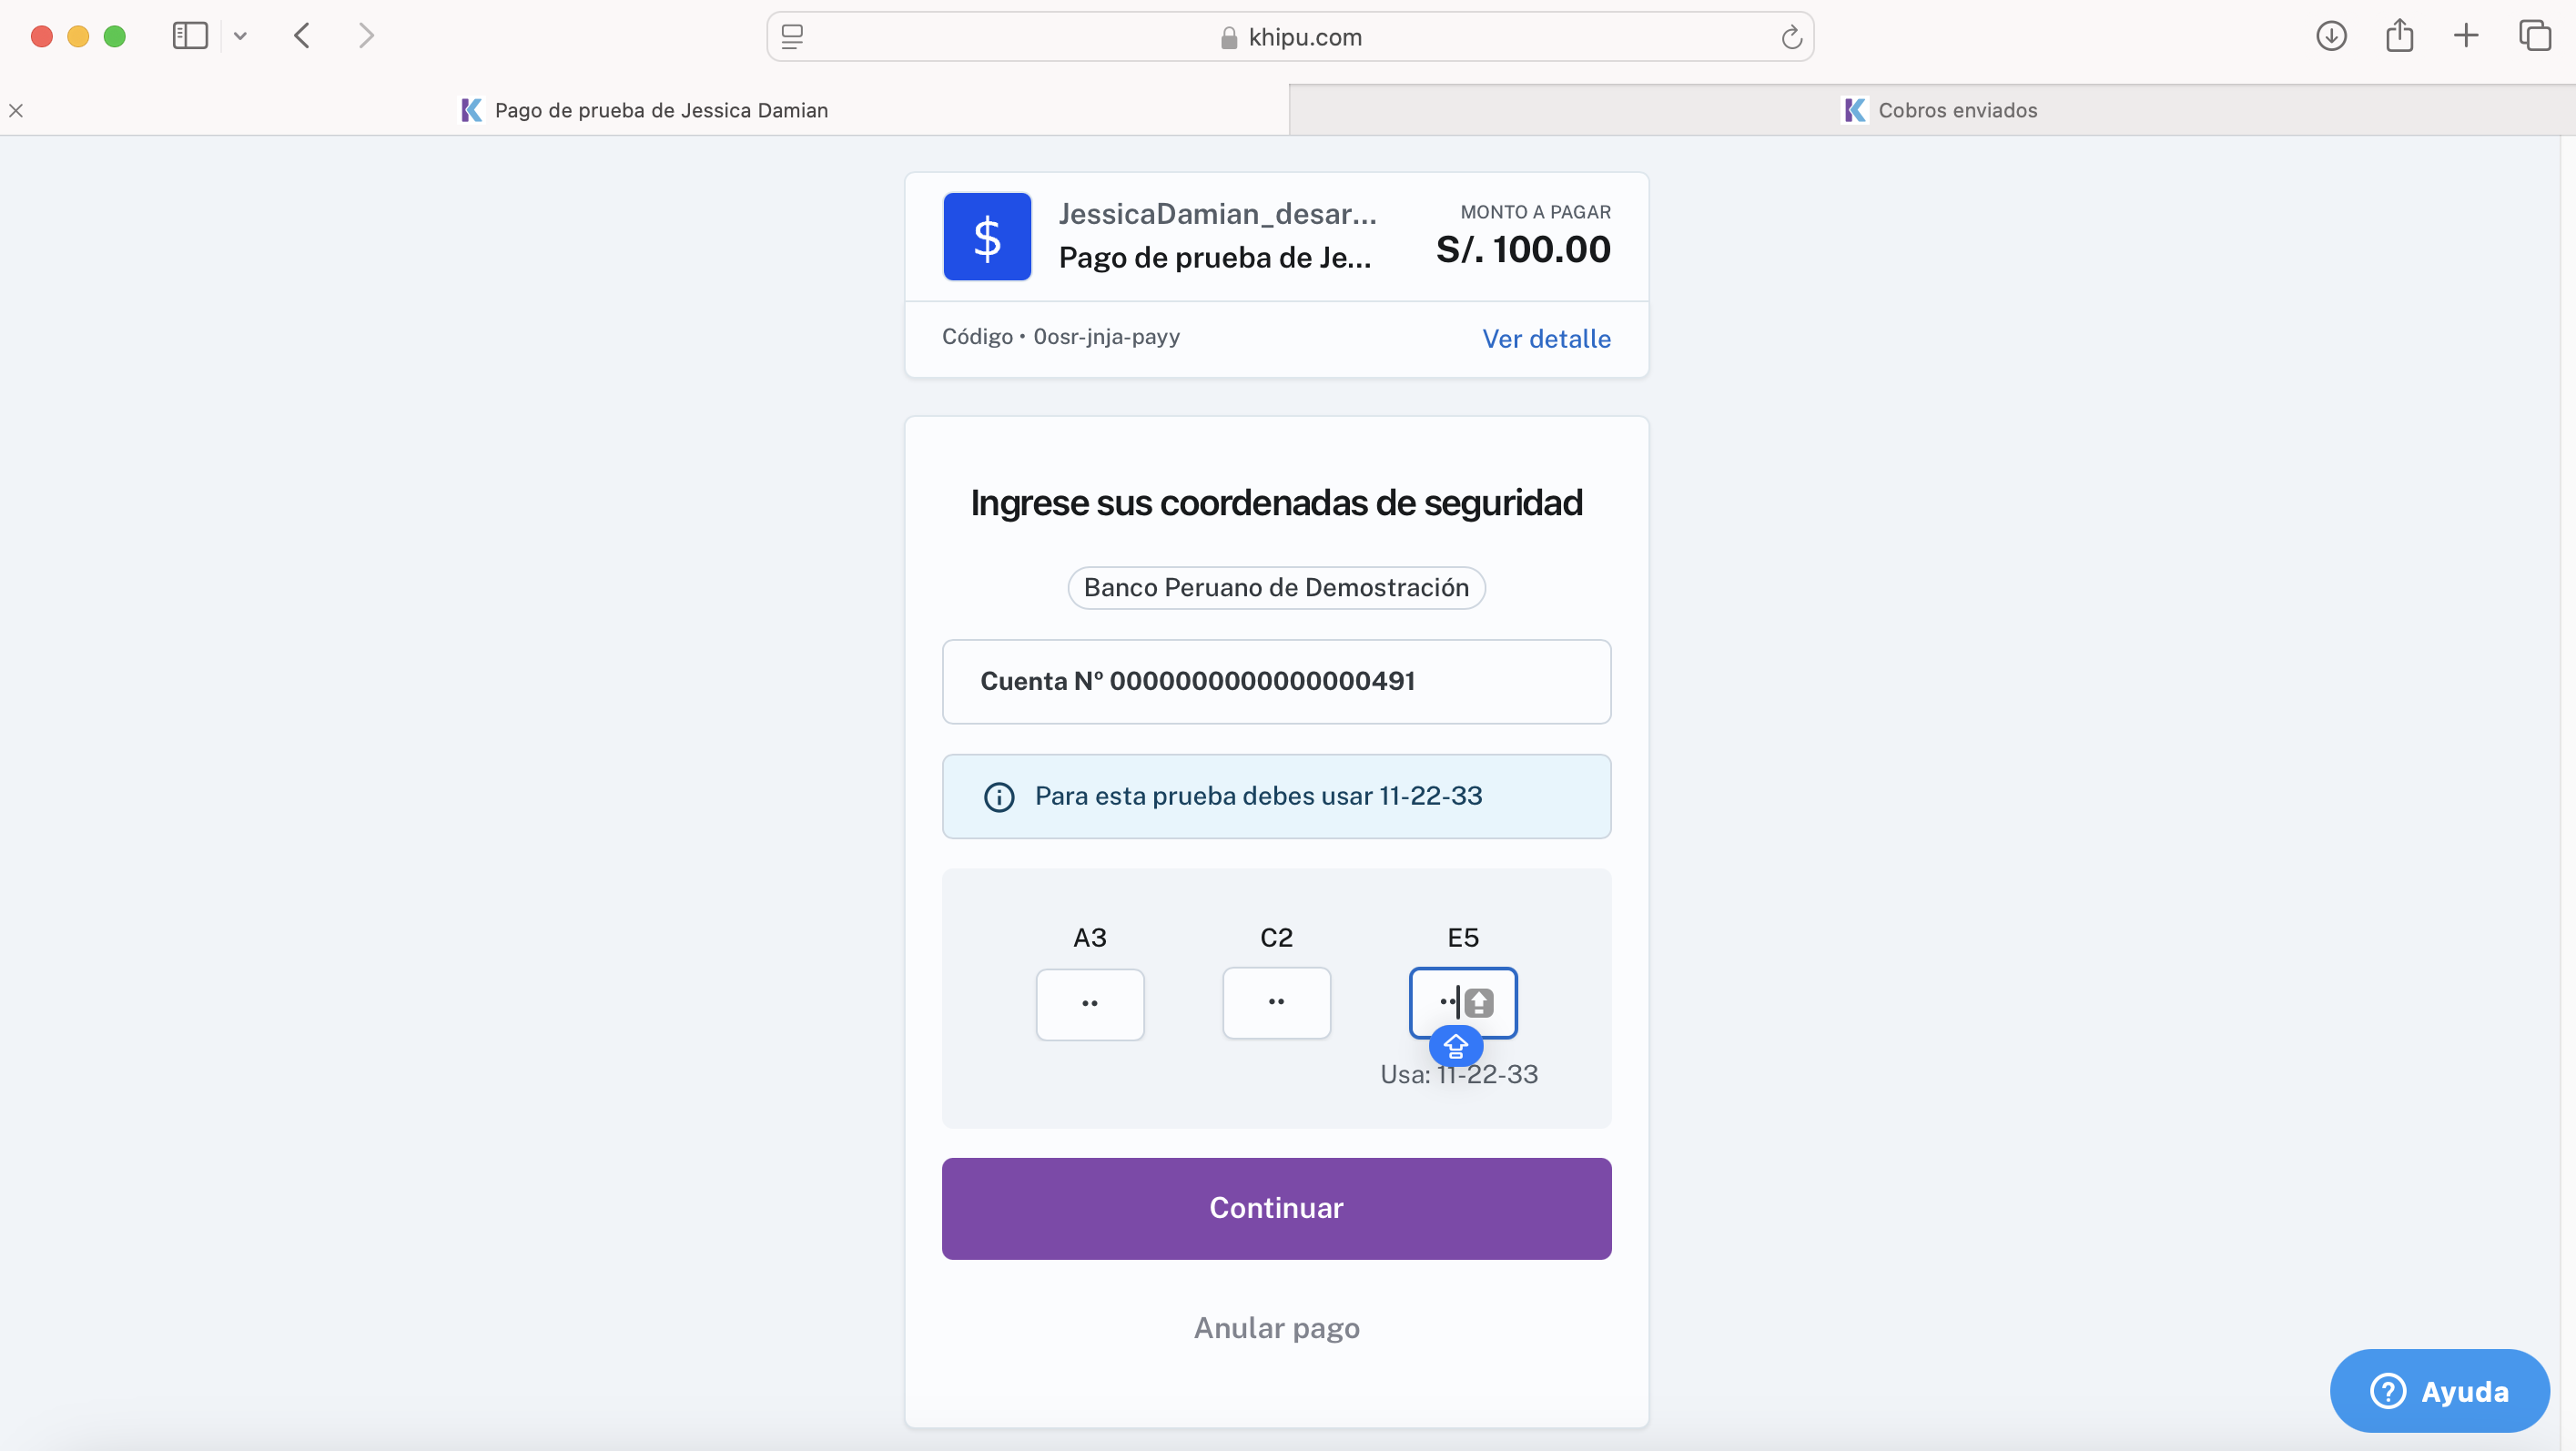 khipu.com
Pago de prueba de Jessica Damian
Cobros enviados
$
JessicaDamian_desar...
Pago de prueba de Je...
MONTO A PAGAR
S/. 100.00
Código • 0osr-jnja-payy
Ver detalle
Ingrese sus coordenadas de seguridad
Banco Peruano de Demostración
Cuenta Nº 0000000000000000491
Para esta prueba debes usar 11-22-33
A3
C2
E5
Usa: 11-22-33
Continuar
Anular pago
Ayuda